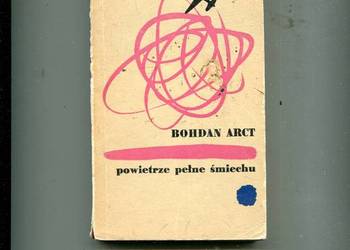 BOHDAN ARCT
powietrze pełne śmiechu